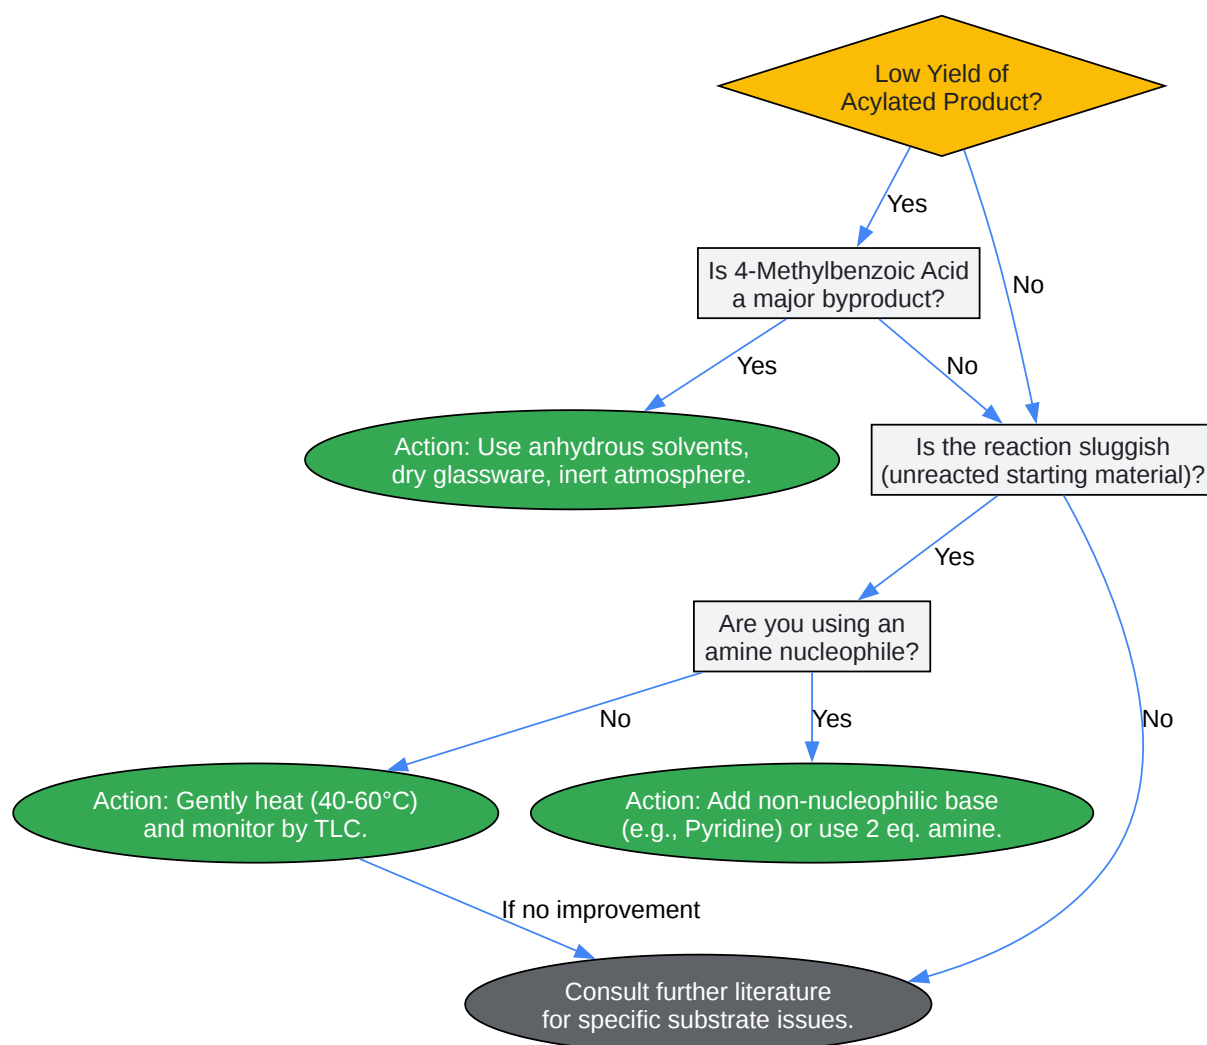 Low Yield of
Acylated Product?
Yes
No
Is 4-Methylbenzoic Acid
a major byproduct?
Yes
No
Action: Use anhydrous solvents,
dry glassware, inert atmosphere.
Is the reaction sluggish
(unreacted starting material)?
Yes
No
Are you using an
amine nucleophile?
No
Yes
Action: Gently heat (40-60°C)
and monitor by TLC.
Action: Add non-nucleophilic base
(e.g., Pyridine) or use 2 eq. amine.
If no improvement
Consult further literature
for specific substrate issues.